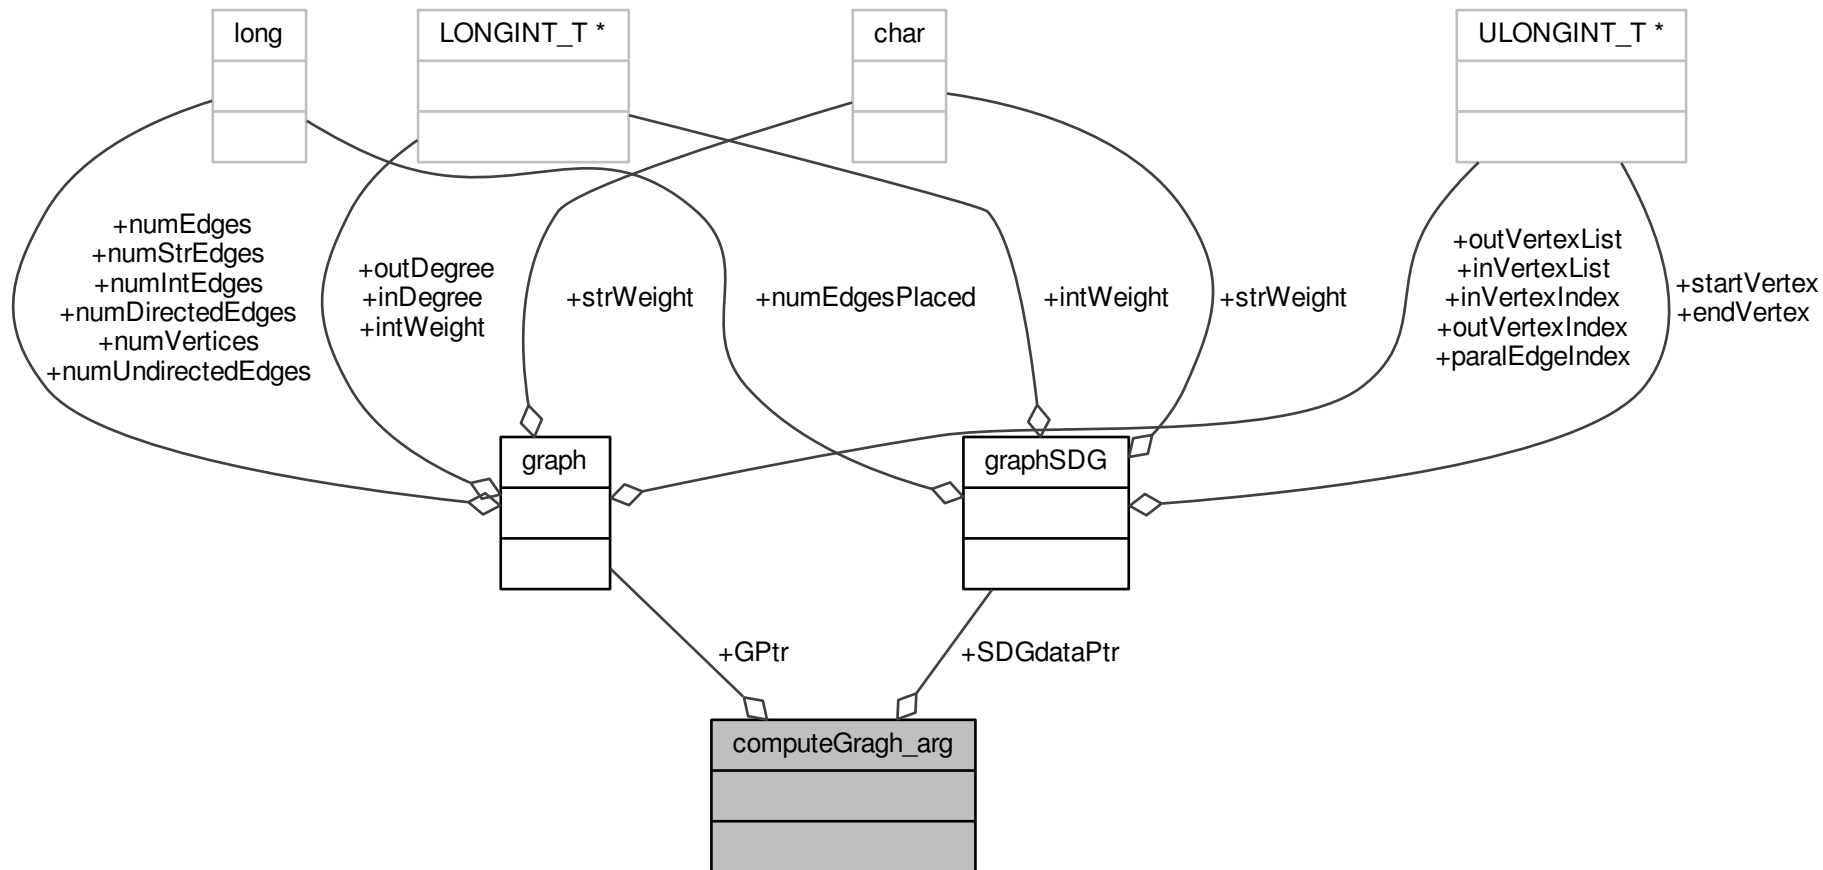 long
LONGINT_T *
char
ULONGINT_T *
+numEdges
+numStrEdges
+numIntEdges
+numDirectedEdges
+numVertices
+numUndirectedEdges
+outDegree
+inDegree
+intWeight
+strWeight
+numEdgesPlaced
+intWeight
+strWeight
+outVertexList
+inVertexList
+inVertexIndex
+outVertexIndex
+paralEdgeIndex
+startVertex
+endVertex
graph
graphSDG
+GPtr
+SDGdataPtr
computeGragh_arg